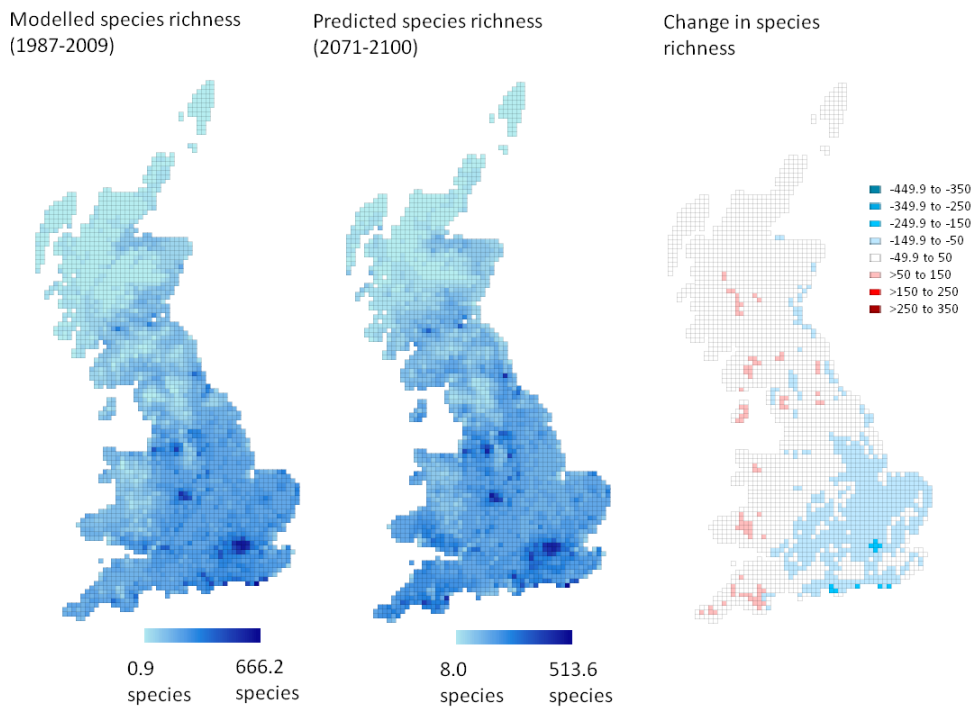 Modelled species richness
(1987-2009)
Predicted species richness
(2071-2100)
Change in species
richness
-449.9 to -350
-349.9 to -250
-249.9 to -150
-149.9 to -50
-49.9 to 50
>50 to 150
>150 to 250
>250 to 350
0.9
species
666.2
species
8.0
species
513.6
species